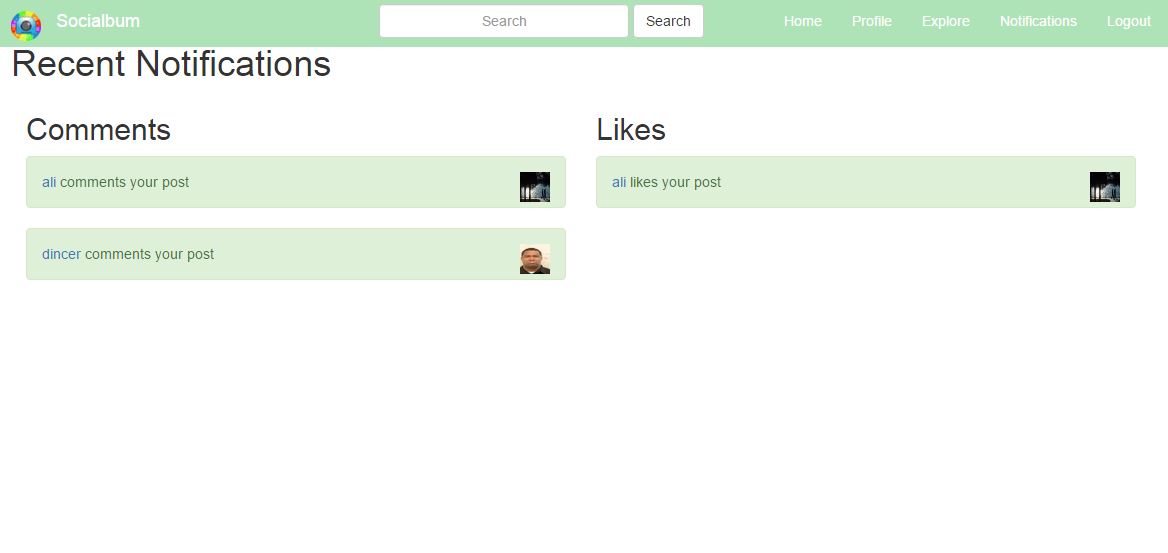 Socialbum Search Search Home Profile Explore Notifications Logout
Recent Notifications
Comments
ali comments your post
dincer comments your post
Likes
ali likes your post